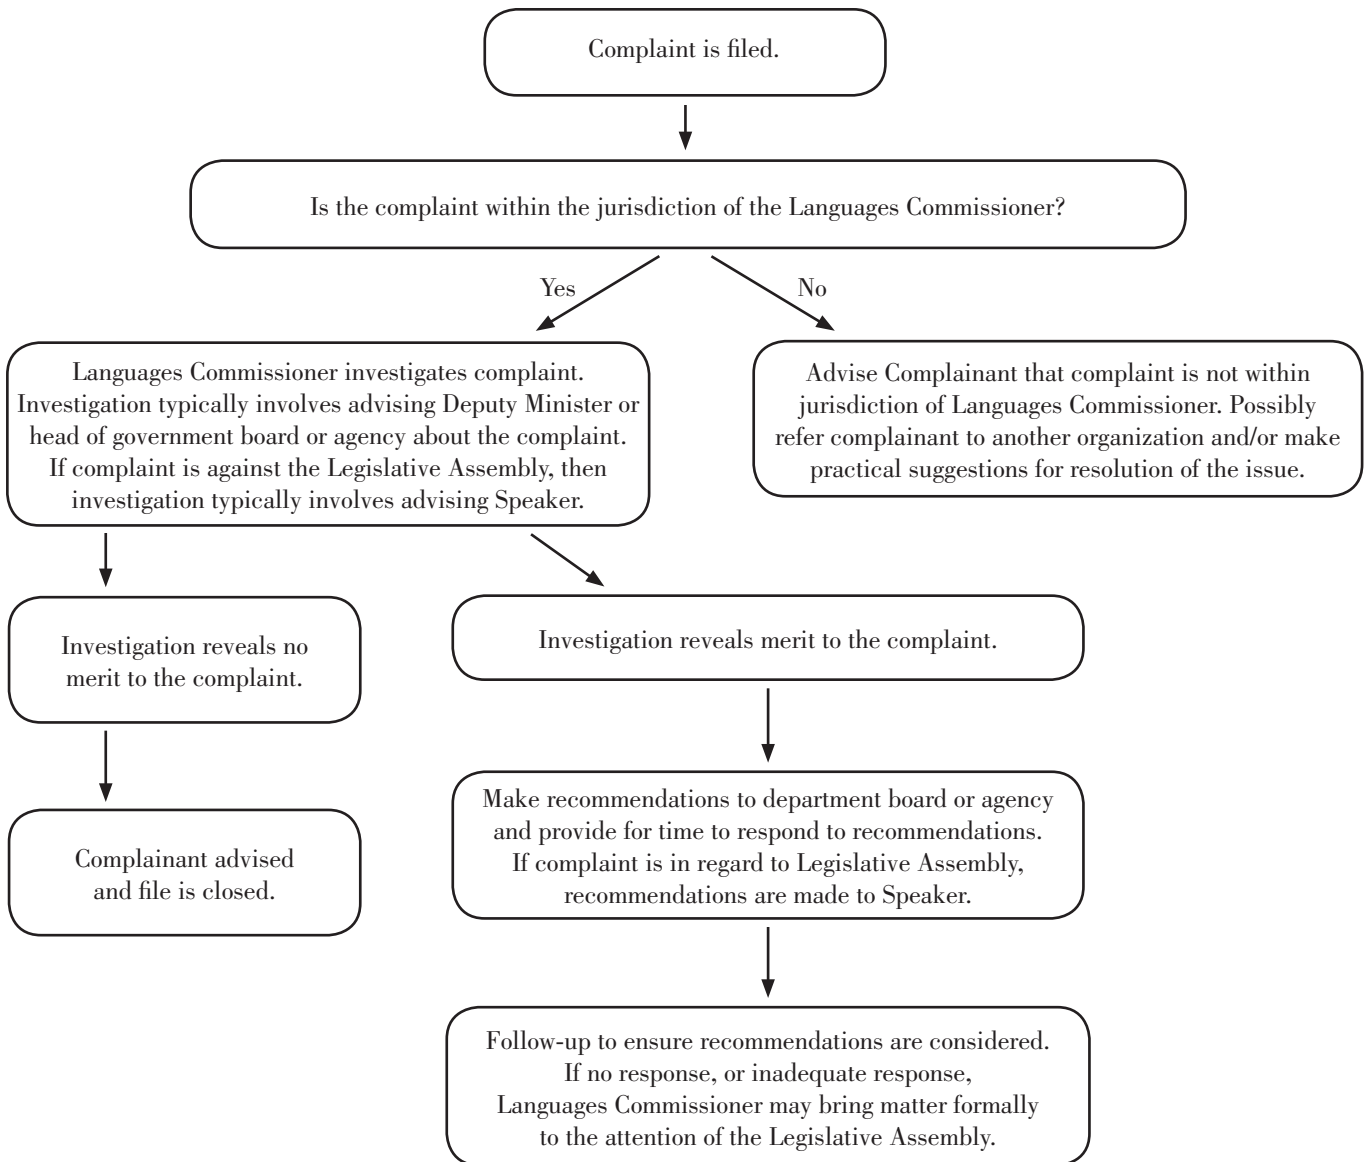 Complaint is filed.
Is the complaint within the jurisdiction of the Languages Commissioner?
Yes
No
Languages Commissioner investigates complaint.
Investigation typically involves advising Deputy Minister or
head of government board or agency about the complaint.
If complaint is against the Legislative Assembly, then
investigation typically involves advising Speaker.
Advise Complainant that complaint is not within
jurisdiction of Languages Commissioner. Possibly
refer complainant to another organization and/or make
practical suggestions for resolution of the issue.
Investigation reveals no
merit to the complaint.
Investigation reveals merit to the complaint.
Complainant advised
and file is closed.
Make recommendations to department board or agency
and provide for time to respond to recommendations.
If complaint is in regard to Legislative Assembly,
recommendations are made to Speaker.
Follow-up to ensure recommendations are considered.
If no response, or inadequate response,
Languages Commissioner may bring matter formally
to the attention of the Legislative Assembly.